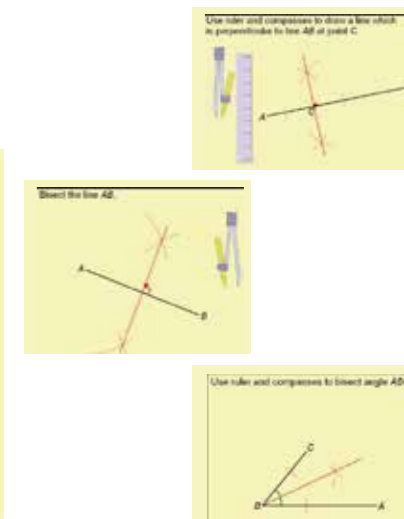 Use ruler and compasses to draw a line which
is perpendicular to line AB at point C.
A
C
Bisect the line AB.
A
B
Use ruler and compasses to bisect angle AB
C
B
A